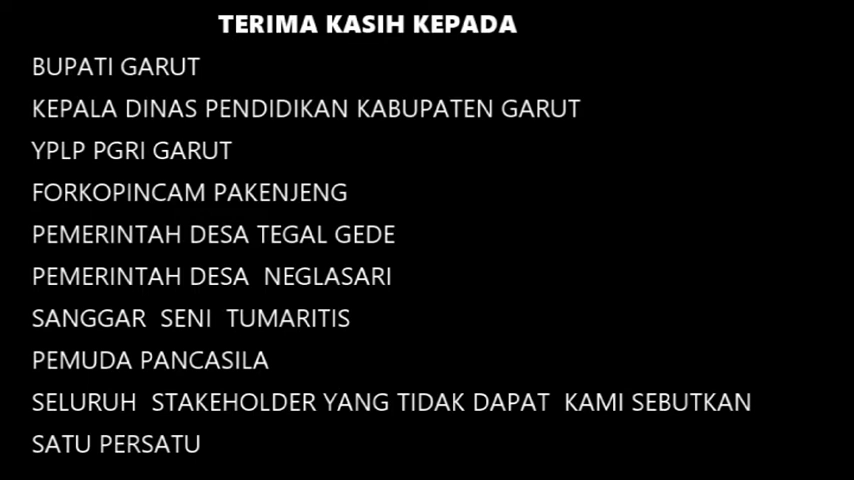 TERIMA KASIH KEPADA
BUPATI GARUT
KEPALA DINAS PENDIDIKAN KABUPATEN GARUT
YPLP PGRI GARUT
FORKOPINCAM PAKENJENG
PEMERINTAH DESA TEGAL GEDE
PEMERINTAH DESA NEGLASARI
SANGGAR SENI TUMARITIS
PEMUDA PANCASILA
SELURUH STAKEHOLDER YANG TIDAK DAPAT KAMI SEBUTKAN
SATU PERSATU